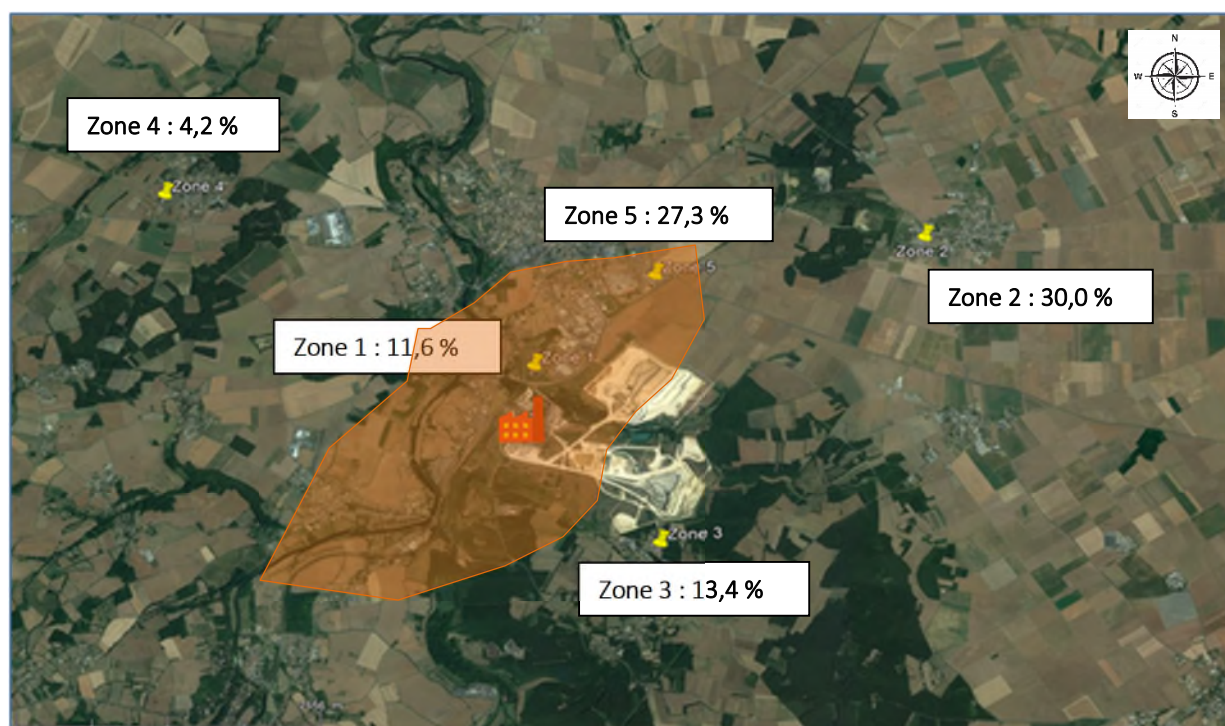 N
W E
S
Zone 4 : 4,2 %
Zone 4
Zone 5 : 27,3 %
Zone 2
Zone 5
Zone 2 : 30,0 %
Zone 1 : 11,6 %
Zone 1
Zone 3
Zone 3 : 13,4 %